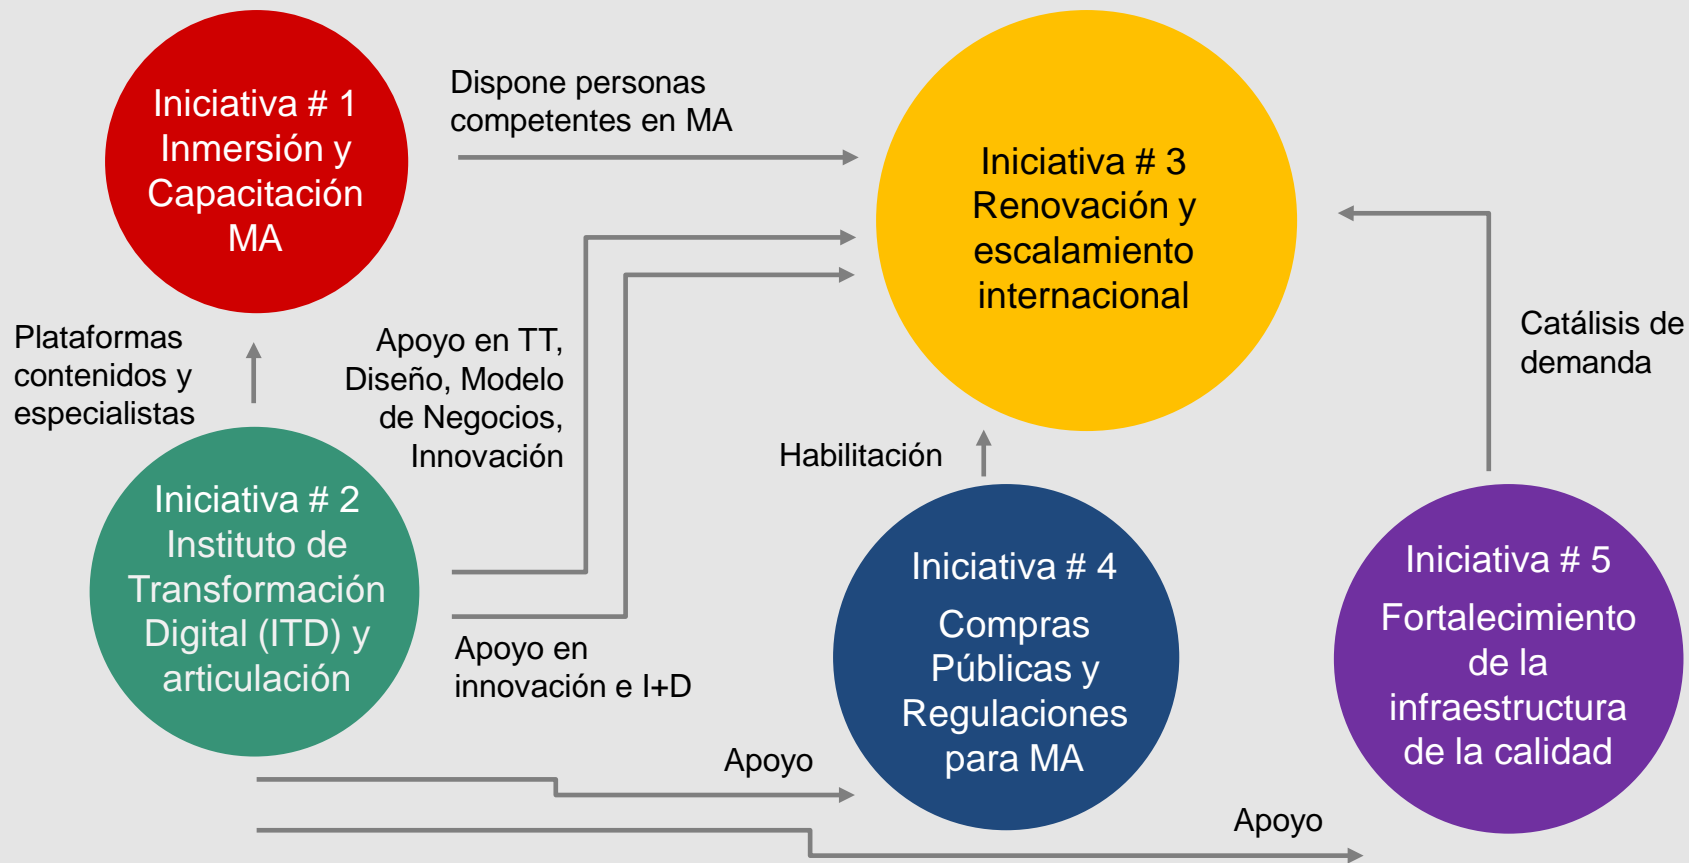 Iniciativa # 1
Inmersión y
Capacitación
MA
Dispone personas
competentes en MA
Iniciativa # 3
Renovación y
escalamiento
internacional
Plataformas
contenidos y
especialistas
Apoyo en TT,
Diseño, Modelo
de Negocios,
Innovación
Catálisis de
demanda
Habilitación
Iniciativa # 2
Instituto de
Transformación
Digital (ITD) y
articulación
Apoyo en
innovación e I+D
Iniciativa # 4
Compras
Públicas y
Regulaciones
para MA
Iniciativa # 5
Fortalecimiento
de la
infraestructura
de la calidad
Apoyo
Apoyo